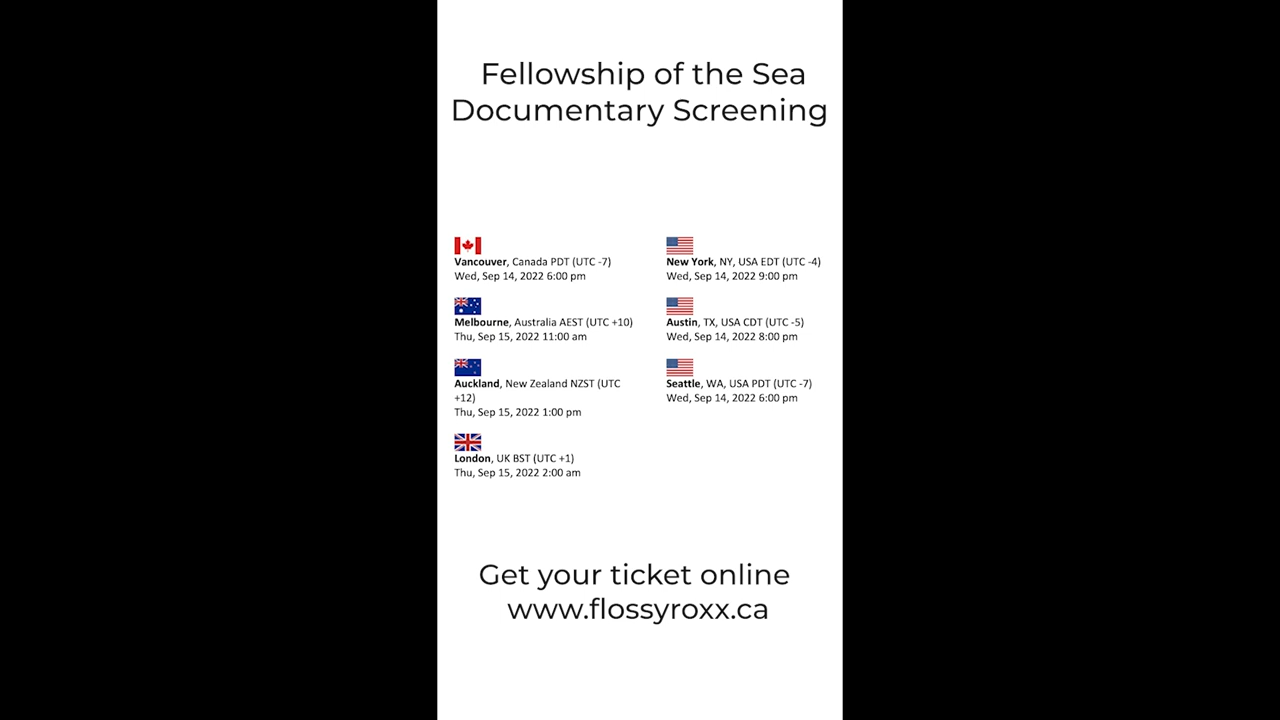 Fellowship of the Sea
Documentary Screening
Vancouver, Canada PDT (UTC -7)
Wed, Sep 14, 2022 6:00 pm
Melbourne, Australia AEST (UTC +10)
Thu, Sep 15, 2022 11:00 am
Auckland, New Zealand NZST (UTC
+12)
Thu, Sep 15, 2022 1:00 pm
London, UK BST (UTC +1)
Thu, Sep 15, 2022 2:00 am
New York, NY, USA EDT (UTC -4)
Wed, Sep 14, 2022 9:00 pm
Austin, TX, USA CDT (UTC -5)
Wed, Sep 14, 2022 8:00 pm
Seattle, WA, USA PDT (UTC -7)
Wed, Sep 14, 2022 6:00 pm
Get your ticket online
www.flossyroxx.ca